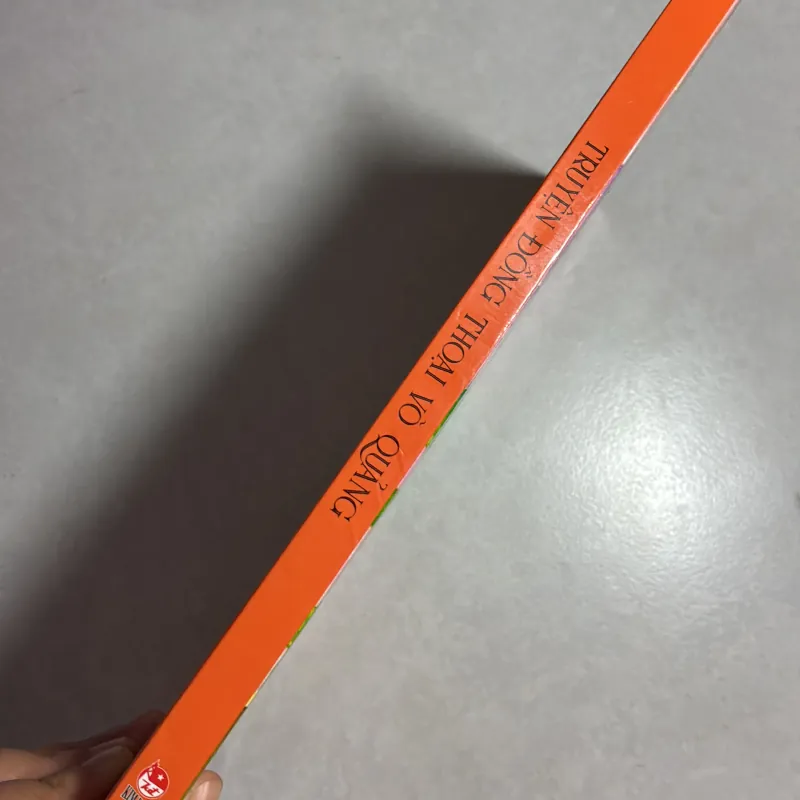 TRUYỆN ĐỒNG THOẠI VÕ QUẢNG